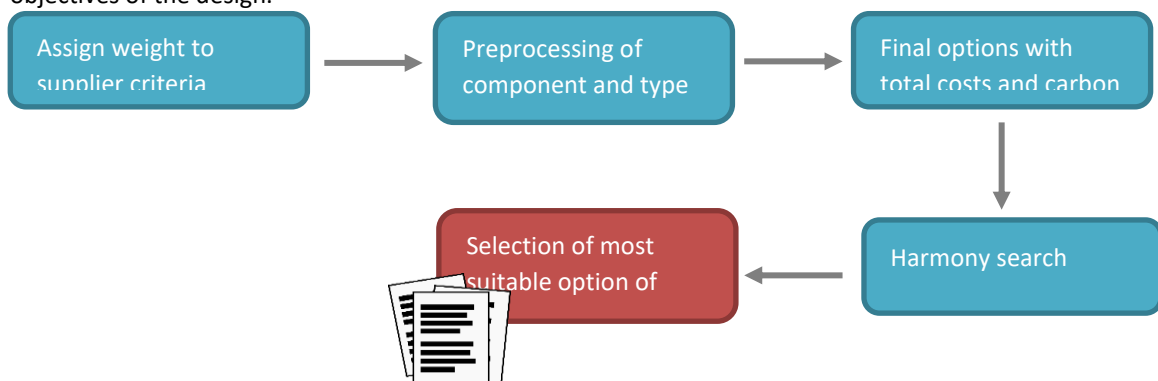 objectives of the design.
Assign weight to
supplier criteria
Preprocessing of
component and type
Final options with
total costs and carbon
Selection of most
suitable option of
Harmony search